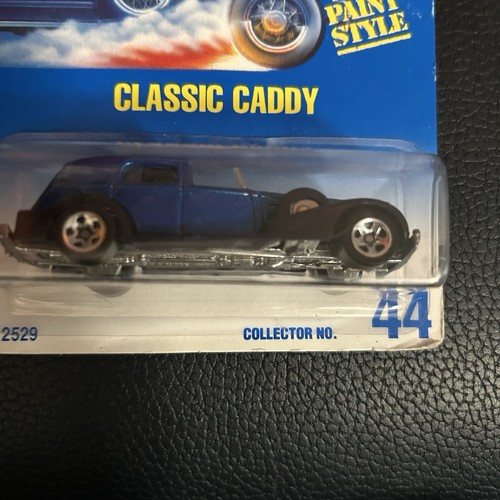 PAINT
STYLE
CLASSIC CADDY
2529
COLLECTOR NO.
44